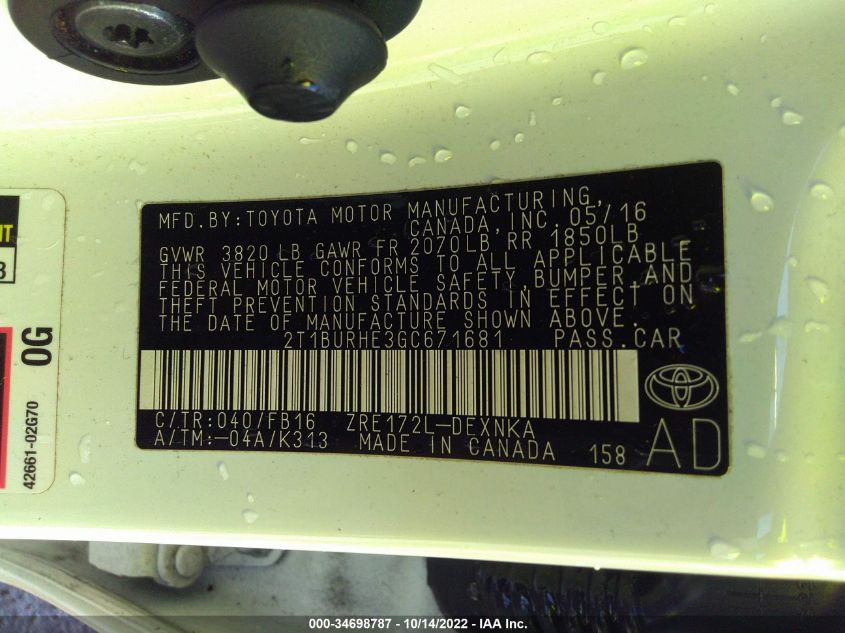 MFD.BY:TOYOTA MOTOR MANUFACTURING,
CANADA,INC.05/16
GVWR 3820 LB GAWR FR 2070LB, RR 1850LB
THIS VEHICLE CONFORMS TO ALL APPLICABLE
FEDERAL MOTOR VEHICLE SAFETY,BUMPER,AND
THEFT PREVENTION STANDARDS IN EFFECT ON
THE DATE OF MANUFACTURE SHOWN ABOVE.
2T1BURHE3GC671681 PASS.CAR
C/TR:040/FB16 ZRE172L-DEXNKA
A/TM:-04A/K313 MADE IN CANADA 158 AD
0G
42661-02G70
000-34698787 - 10/14/2022 - IAA Inc.